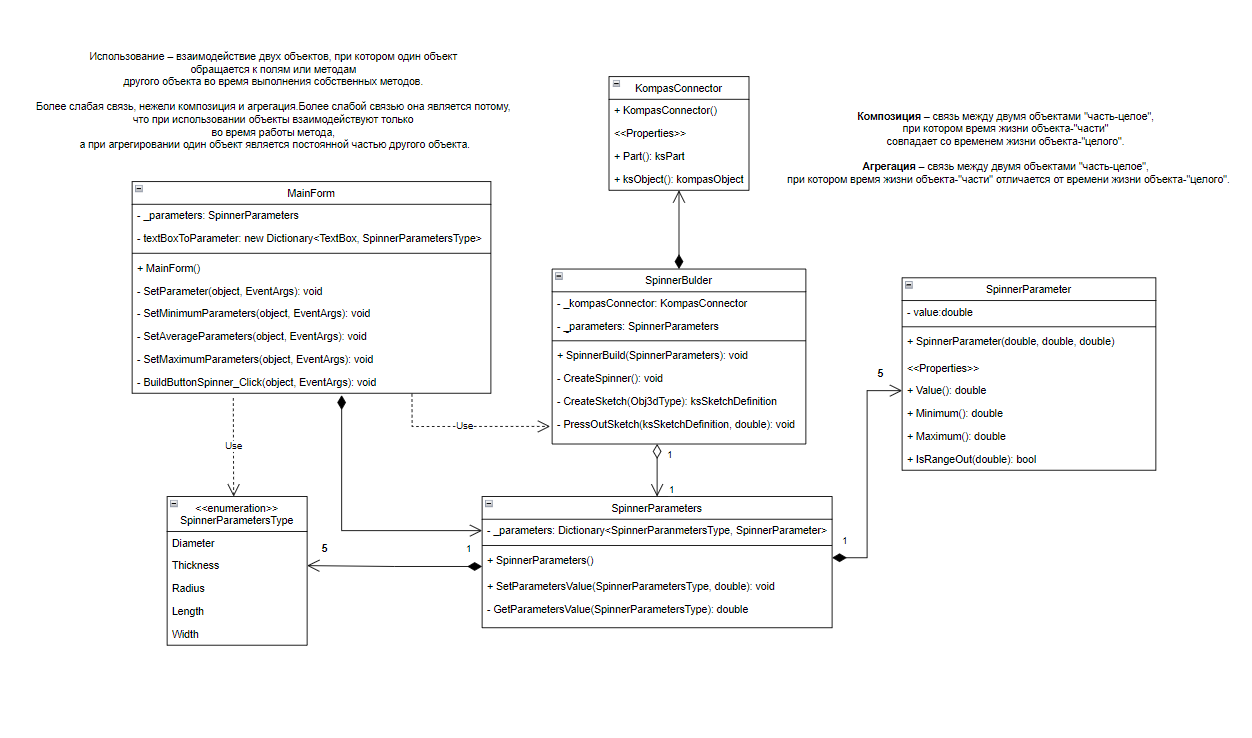 Использование – взаимодействие двух объектов, при котором один объект
обращается к полям или методам
другого объекта во время выполнения собственных методов.
Более слабая связь, нежели композиция и агрегация.Более слабой связью она является потому,
что при использовании объекты взаимодействуют только
во время работы метода,
а при агрегировании один объект является постоянной частью другого объекта.
KompasConnector
+ KompasConnector()
<<Properties>>
+ Part(): ksPart
+ ksObject(): kompasObject
Композиция – связь между двумя объектами "часть-целое",
при котором время жизни объекта-"части"
совпадает со временем жизни объекта-"целого".
Агрегация – связь между двумя объектами "часть-целое",
при котором время жизни объекта-"части" отличается от времени жизни объекта-"целого".
MainForm
- _parameters: SpinnerParameters
- textBoxToParameter: new Dictionary<TextBox, SpinnerParametersType>
+ MainForm()
- SetParameter(object, EventArgs): void
- SetMinimumParameters(object, EventArgs): void
- SetAverageParameters(object, EventArgs): void
- SetMaximumParameters(object, EventArgs): void
- BuildButtonSpinner_Click(object, EventArgs): void
SpinnerBulder
- _kompasConnector: KompasConnector
- _parameters: SpinnerParameters
+ SpinnerBuild(SpinnerParameters): void
- CreateSpinner(): void
- CreateSketch(Obj3dType): ksSketchDefinition
- PressOutSketch(ksSketchDefinition, double): void
SpinnerParameter
- value:double
+ SpinnerParameter(double, double, double)
<<Properties>>
+ Value(): double
+ Minimum(): double
+ Maximum(): double
+ IsRangeOut(double): bool
5
Use
Use
1
1
<<enumeration>>
SpinnerParametersType
Diameter
Thickness
Radius
Length
Width
5
1
SpinnerParameters
- _parameters: Dictionary<SpinnerParanmetersType, SpinnerParameter>
+ SpinnerParameters()
+ SetParametersValue(SpinnerParametersType, double): void
- GetParametersValue(SpinnerParametersType): double
1